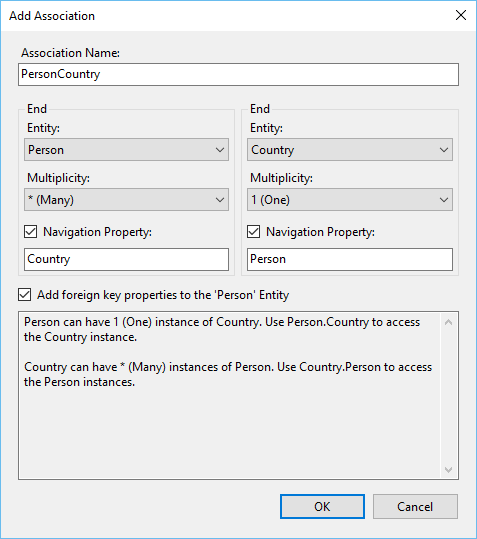 Add Association
Association Name:
PersonCountry
End
Entity:
Person
Multiplicity:
* (Many)
Navigation Property:
Country
End
Entity:
Country
Multiplicity:
1 (One)
Navigation Property:
Person
Add foreign key properties to the 'Person' Entity
Person can have 1 (One) instance of Country. Use Person.Country to access
the Country instance.
Country can have * (Many) instances of Person. Use Country.Person to access
the Person instances.
OK
Cancel